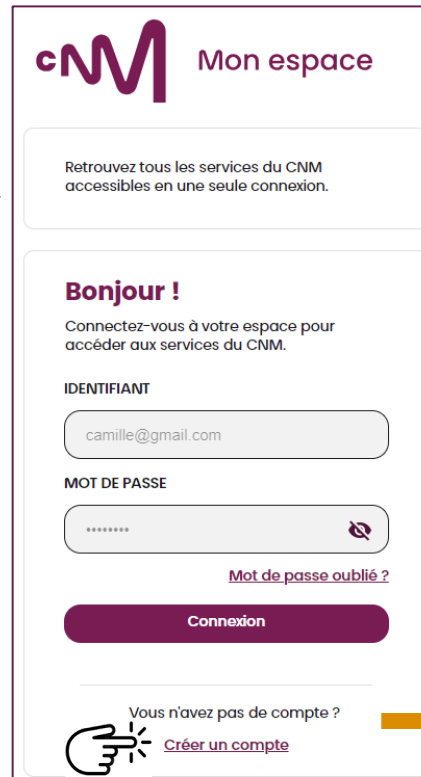 cNM Mon espace
Retrouvez tous les services du CNM
accessibles en une seule connexion.
Bonjour !
Connectez-vous à votre espace pour
accéder aux services du CNM.
IDENTIFIANT
camille@gmail.com
MOT DE PASSE
••••••••
Mot de passe oublié ?
Connexion
Vous n'avez pas de compte ?
Créer un compte